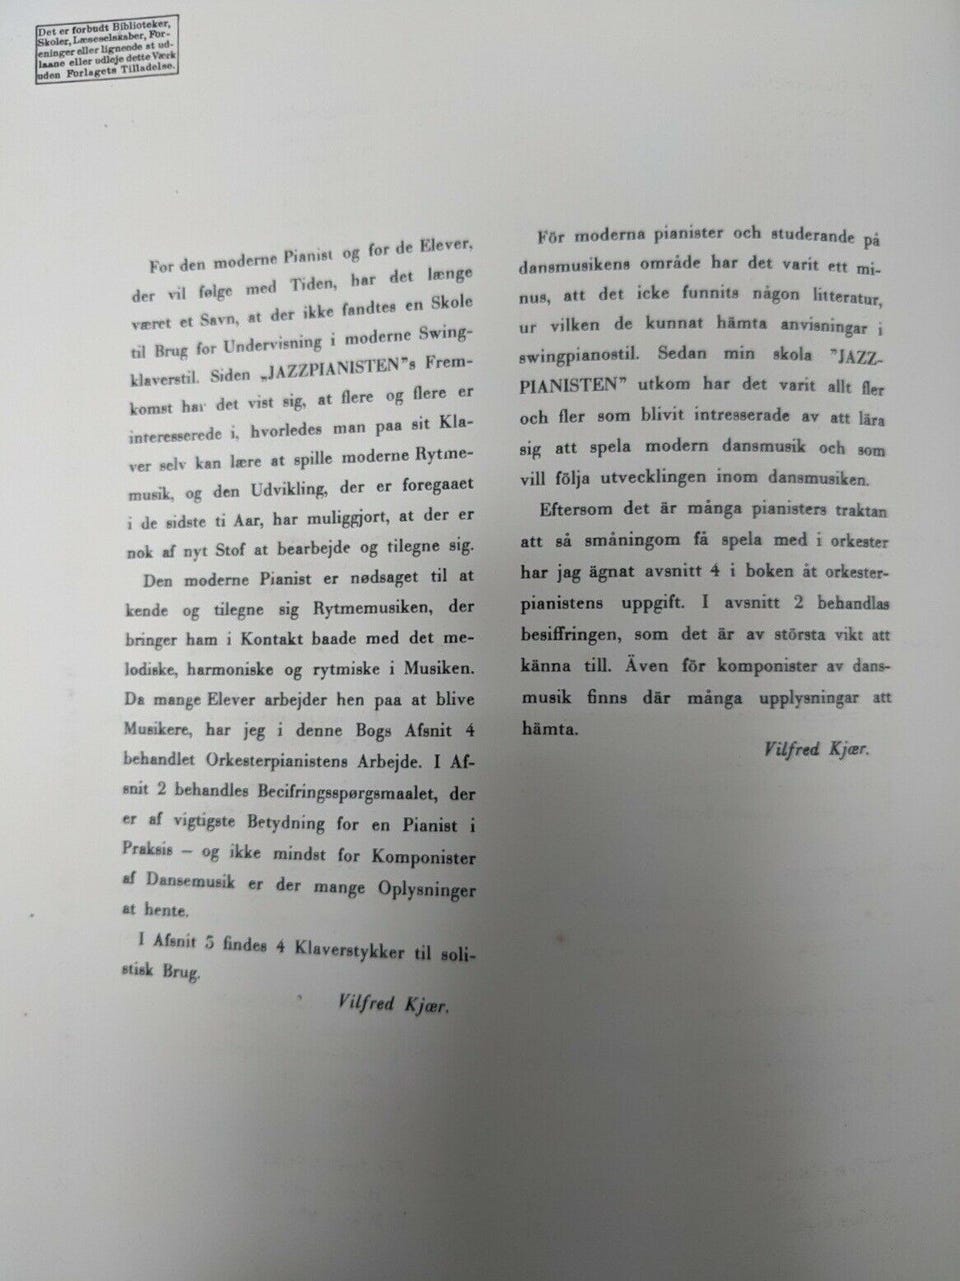 Det er forbudt Biblioteker,
Skoler, Læseselskaber, For-
eninger eller lignende at ud-
laane eller udleje dette Værk
uden Forlagets Tilladelse.
For den moderne Pianist og for de Elever,
der vil følge med Tiden, har det længe
været et Savn, at der ikke fandtes en Skole
til Brug for Undervisning i moderne Swing-
klaverstil. Siden „JAZZPIANISTEN"s Frem-
komst har det vist sig, at flere og flere er
interesserede i, hvorledes man paa sit Kla-
ver selv kan lære at spille moderne Rytme-
musik, og den Udvikling, der er foregaaet
i de sidste ti Aar, har muliggjort, at der er
nok af nyt Stof at bearbejde og tilegne sig.
Den moderne Pianist er nødsaget til at
kende og tilegne sig Rytmemusiken, der
bringer ham i Kontakt baade med det me-
lodiske, harmoniske og rytmiske i Musiken.
Da mange Elever arbejder hen paa at blive
Musikere, har jeg i denne Bogs Afsnit 4
behandlet Orkesterpianistens Arbejde. I Af-
snit 2 behandles Becifringsspørgsmaalet, der
er af vigtigste Betydning for en Pianist i
Praksis — og ikke mindst for Komponister
af Dansemusik er der mange Oplysninger
at hente.
I Afsnit 5 findes 4 Klaverstykker til soli-
stisk Brug.
Vilfred Kjær.
För moderna pianister och studerande på
dansmusikens område har det varit ett mi-
nus, att det icke funnits någon litteratur,
ur vilken de kunnat hämta anvisningar i
swingpianostil. Sedan min skola "JAZZ-
PIANISTEN" utkom har det varit allt fler
och fler som blivit intresserade av att lära
sig att spela modern dansmusik och som
vill följa utvecklingen inom dansmusiken.
Eftersom det är många pianisters traktan
att så småningom få spela med i orkester
har jag ägnat avsnitt 4 i boken åt orkester-
pianistens uppgift. I avsnitt 2 behandlas
besiffringen, som det är av största vikt att
känna till. Även för komponister av dans-
musik finns där många upplysningar att
hämta.
Vilfred Kjær.